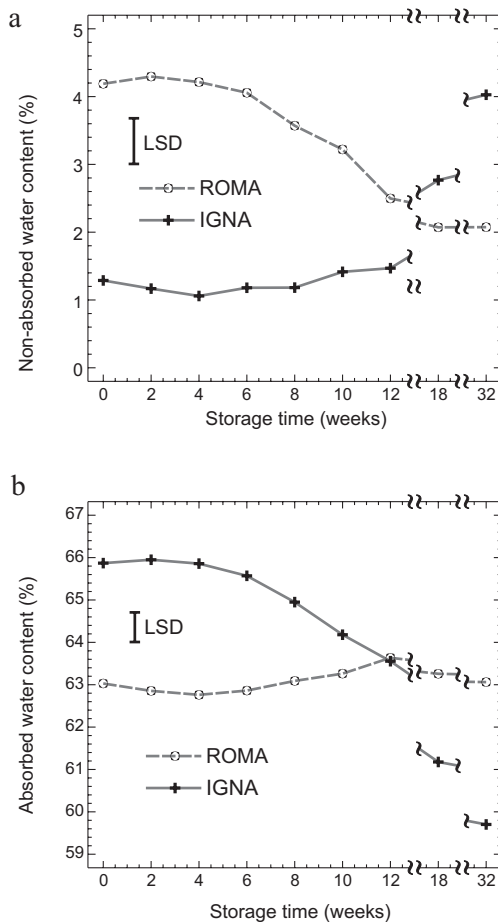 a
Non-absorbed water content (%)
5
4
3
2
1
0
LSD
ROMA
IGNA
0 2 4 6 8 10 12 18 32
Storage time (weeks)
b
Absorbed water content (%)
67
66
65
64
63
62
61
60
59
LSD
ROMA
IGNA
0 2 4 6 8 10 12 18 32
Storage time (weeks)